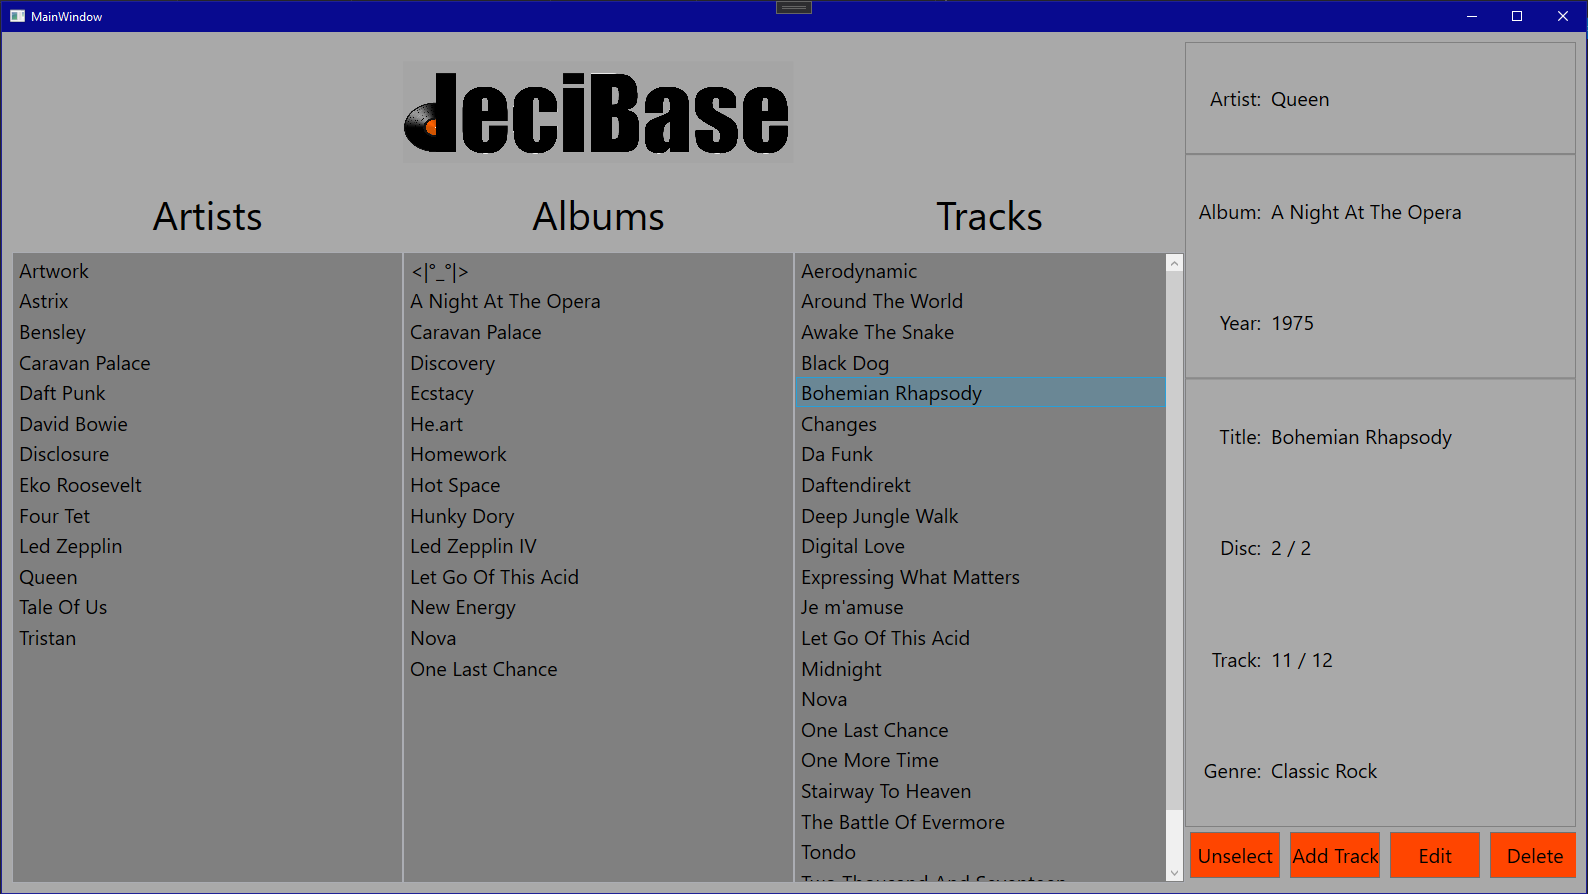 MainWindow
deciBase
Artists
Artwork
Astrix
Bensley
Caravan Palace
Daft Punk
David Bowie
Disclosure
Eko Roosevelt
Four Tet
Led Zepplin
Queen
Tale Of Us
Tristan
Albums
<|°_°|>
A Night At The Opera
Caravan Palace
Discovery
Ecstacy
He.art
Homework
Hot Space
Hunky Dory
Led Zepplin IV
Let Go Of This Acid
New Energy
Nova
One Last Chance
Tracks
Aerodynamic
Around The World
Awake The Snake
Black Dog
Bohemian Rhapsody
Changes
Da Funk
Daftendirekt
Deep Jungle Walk
Digital Love
Expressing What Matters
Je m'amuse
Let Go Of This Acid
Midnight
Nova
One Last Chance
One More Time
Stairway To Heaven
The Battle Of Evermore
Tondo
Two Thousand And Seventeen
Artist: Queen
Album: A Night At The Opera
Year: 1975
Title: Bohemian Rhapsody
Disc: 2 / 2
Track: 11 / 12
Genre: Classic Rock
Unselect Add Track Edit Delete